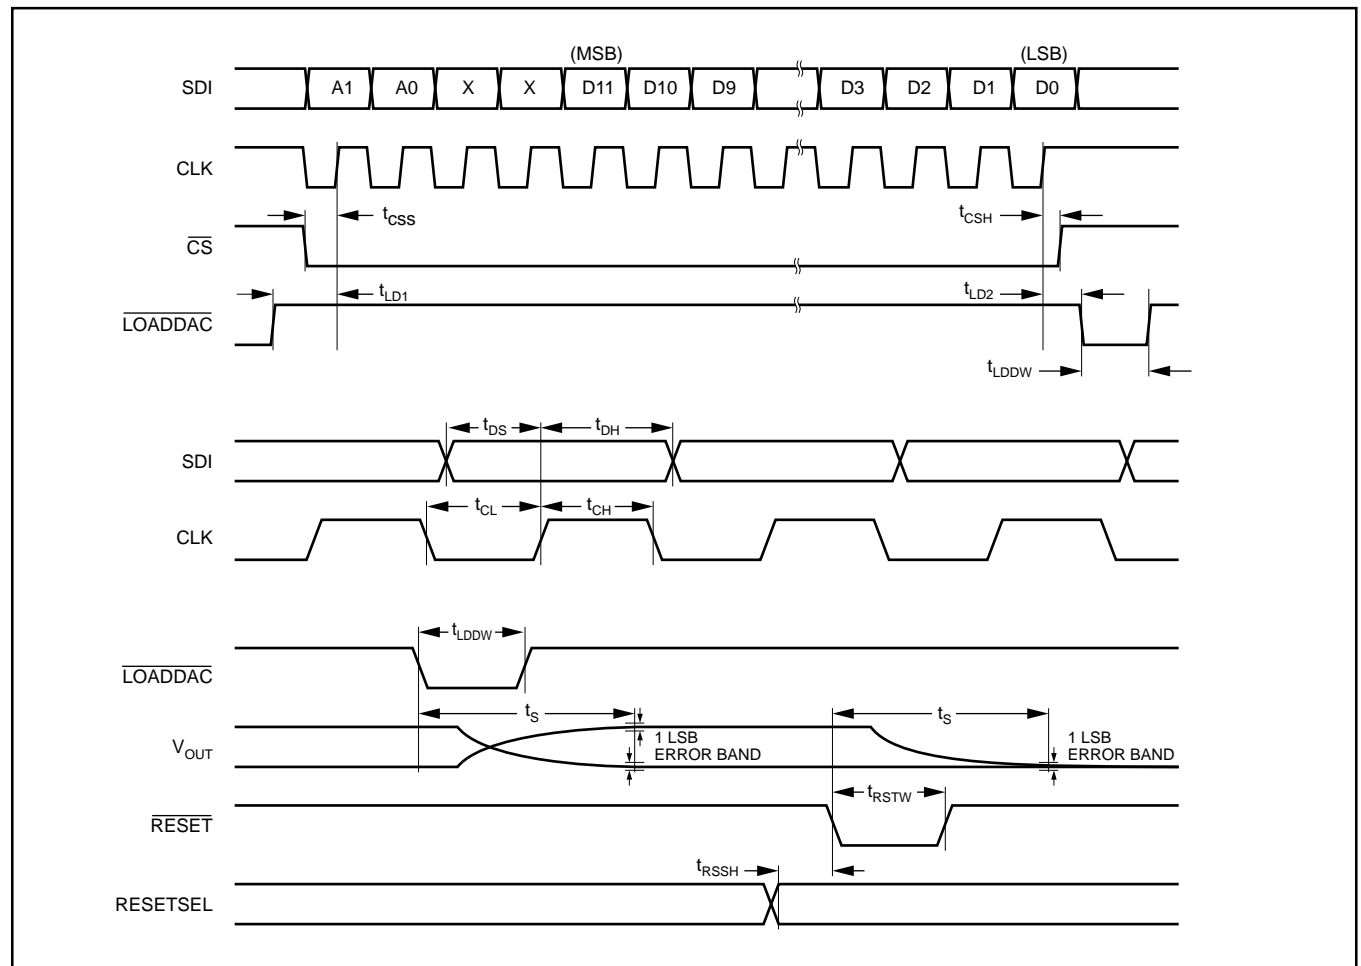 (MSB) (LSB)
SDI A1 A0 X X D11 D10 D9 D3 D2 D1 D0
CLK
tCSS tCSH
CS
tLD1 tLD2
LOADDAC
tLDDW
tDS tDH
SDI
tCL tCH
CLK
tLDDW
LOADDAC
tS tS
VOUT
1 LSB
ERROR BAND
1 LSB
ERROR BAND
tRSTW
RESET
tRSSH
RESETSEL